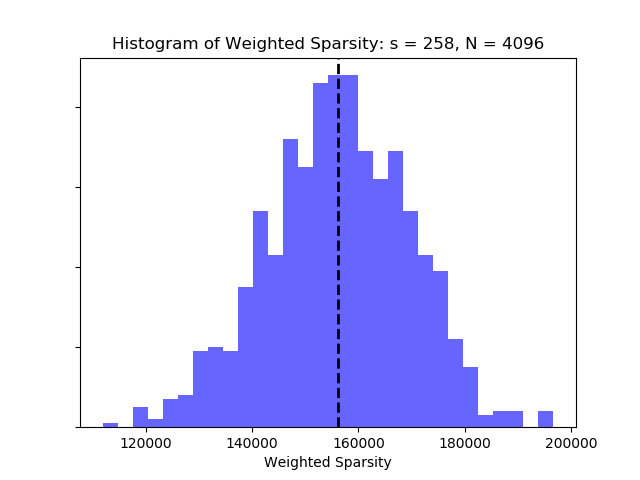 Histogram of Weighted Sparsity: s = 258, N = 4096
120000 140000 160000 180000 200000
Weighted Sparsity